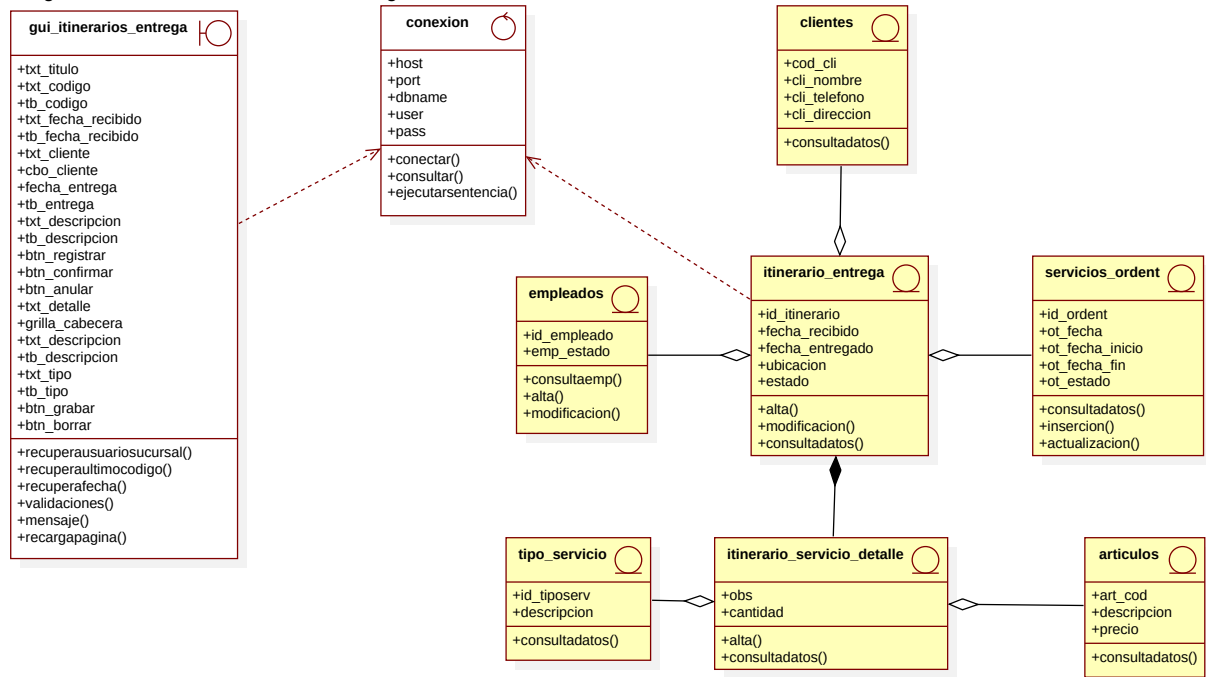 gui_itinerarios_entrega
+txt_titulo
+txt_codigo
+tb_codigo
+txt_fecha_recibido
+tb_fecha_recibido
+txt_cliente
+cbo_cliente
+fecha_entrega
+tb_entrega
+txt_descripcion
+tb_descripcion
+btn_registrar
+btn_confirmar
+btn_anular
+txt_detalle
+grilla_cabecera
+txt_descripcion
+tb_descripcion
+txt_tipo
+tb_tipo
+btn_grabar
+btn_borrar
+recuperausuariosucursal()
+recuperaultimocodigo()
+recuperafecha()
+validaciones()
+mensaje()
+recargapagina()
conexion
+host
+port
+dbname
+user
+pass
+conectar()
+consultar()
+ejecutarsentencia()
clientes
+cod_cli
+cli_nombre
+cli_telefono
+cli_direccion
+consultadatos()
empleados
+id_empleado
+emp_estado
+consultaemp()
+alta()
+modificacion()
itinerario_entrega
+id_itinerario
+fecha_recibido
+fecha_entregado
+ubicacion
+estado
+alta()
+modificacion()
+consultadatos()
servicios_ordent
+id_ordent
+ot_fecha
+ot_fecha_inicio
+ot_fecha_fin
+ot_estado
+consultadatos()
+insercion()
+actualizacion()
tipo_servicio
+id_tiposerv
+descripcion
+consultadatos()
itinerario_servicio_detalle
+obs
+cantidad
+alta()
+consultadatos()
articulos
+art_cod
+descripcion
+precio
+consultadatos()